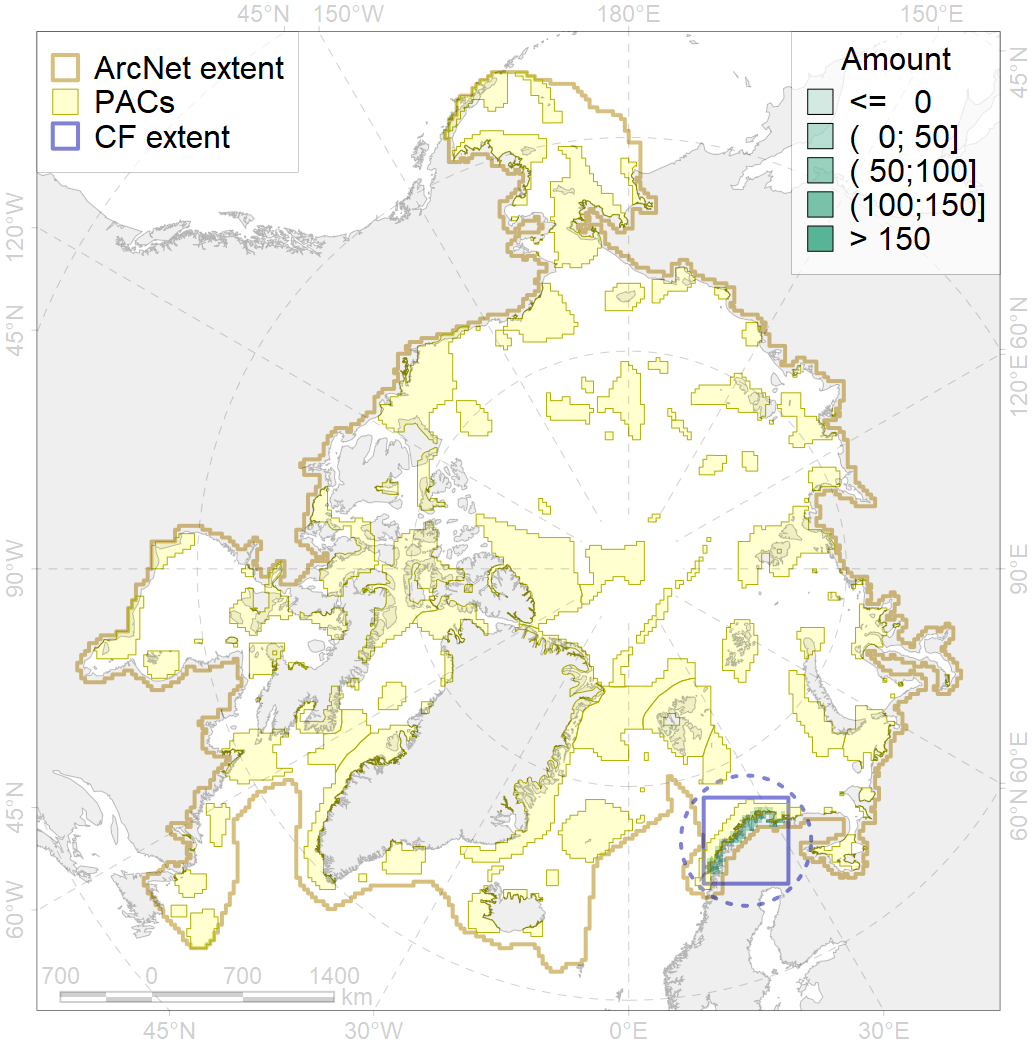 45°N 150°W 180°E 150°E
ArcNet extent
PACs
CF extent
Amount
<= 0
( 0; 50]
( 50;100]
(100;150]
> 150
45°N
120°W
45°N
90°W
45°N
60°W
60°N
120°E
90°E
60°E
60°N
700 0 700 1400
km
45°N 30°W 0°E 30°E